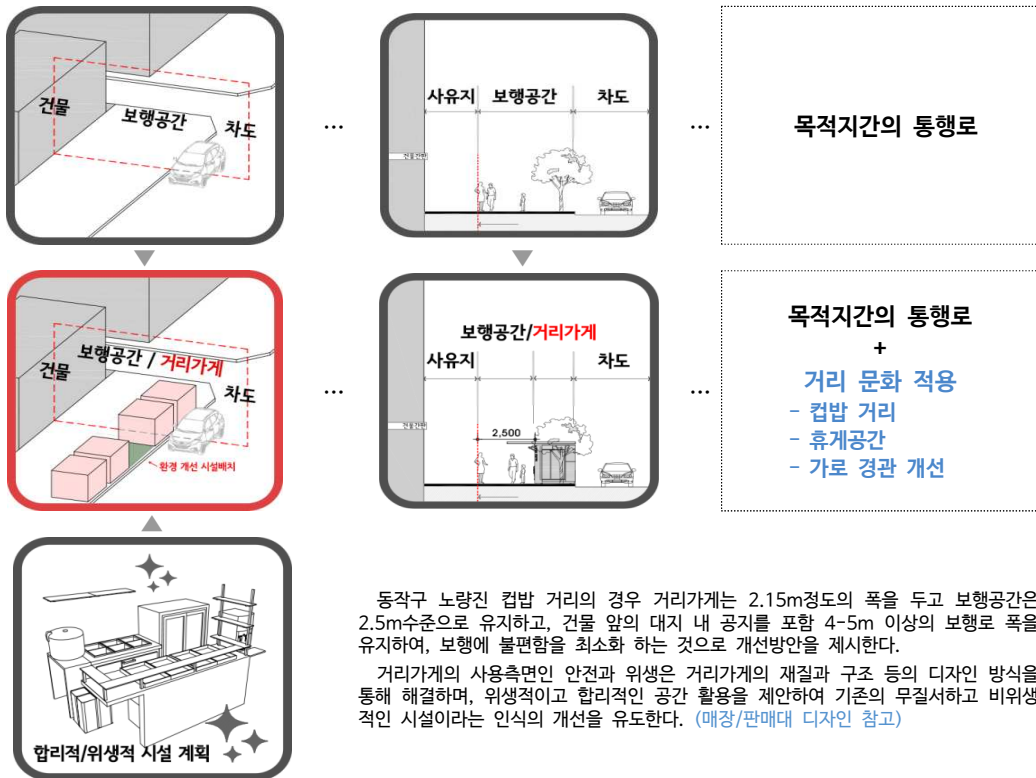 건물
보행공간
차도
...
사유지 보행공간 차도
건물간판
...
목적지간의 통행로
보행공간 / 거리가게
건물
차도
환경 개선 시설배치
...
보행공간/거리가게
사유지 차도
건물간판
2,500
...
목적지간의 통행로
+
거리 문화 적용
- 컵밥 거리
- 휴게공간
- 가로 경관 개선
합리적/위생적 시설 계획
동작구 노량진 컵밥 거리의 경우 거리가게는 2.15m정도의 폭을 두고 보행공간은
2.5m수준으로 유지하고, 건물 앞의 대지 내 공지를 포함 4-5m 이상의 보행로 폭을
유지하여, 보행에 불편함을 최소화 하는 것으로 개선방안을 제시한다.
거리가게의 사용측면인 안전과 위생은 거리가게의 재질과 구조 등의 디자인 방식을
통해 해결하며, 위생적이고 합리적인 공간 활용을 제안하여 기존의 무질서하고 비위생
적인 시설이라는 인식의 개선을 유도한다. (매장/판매대 디자인 참고)